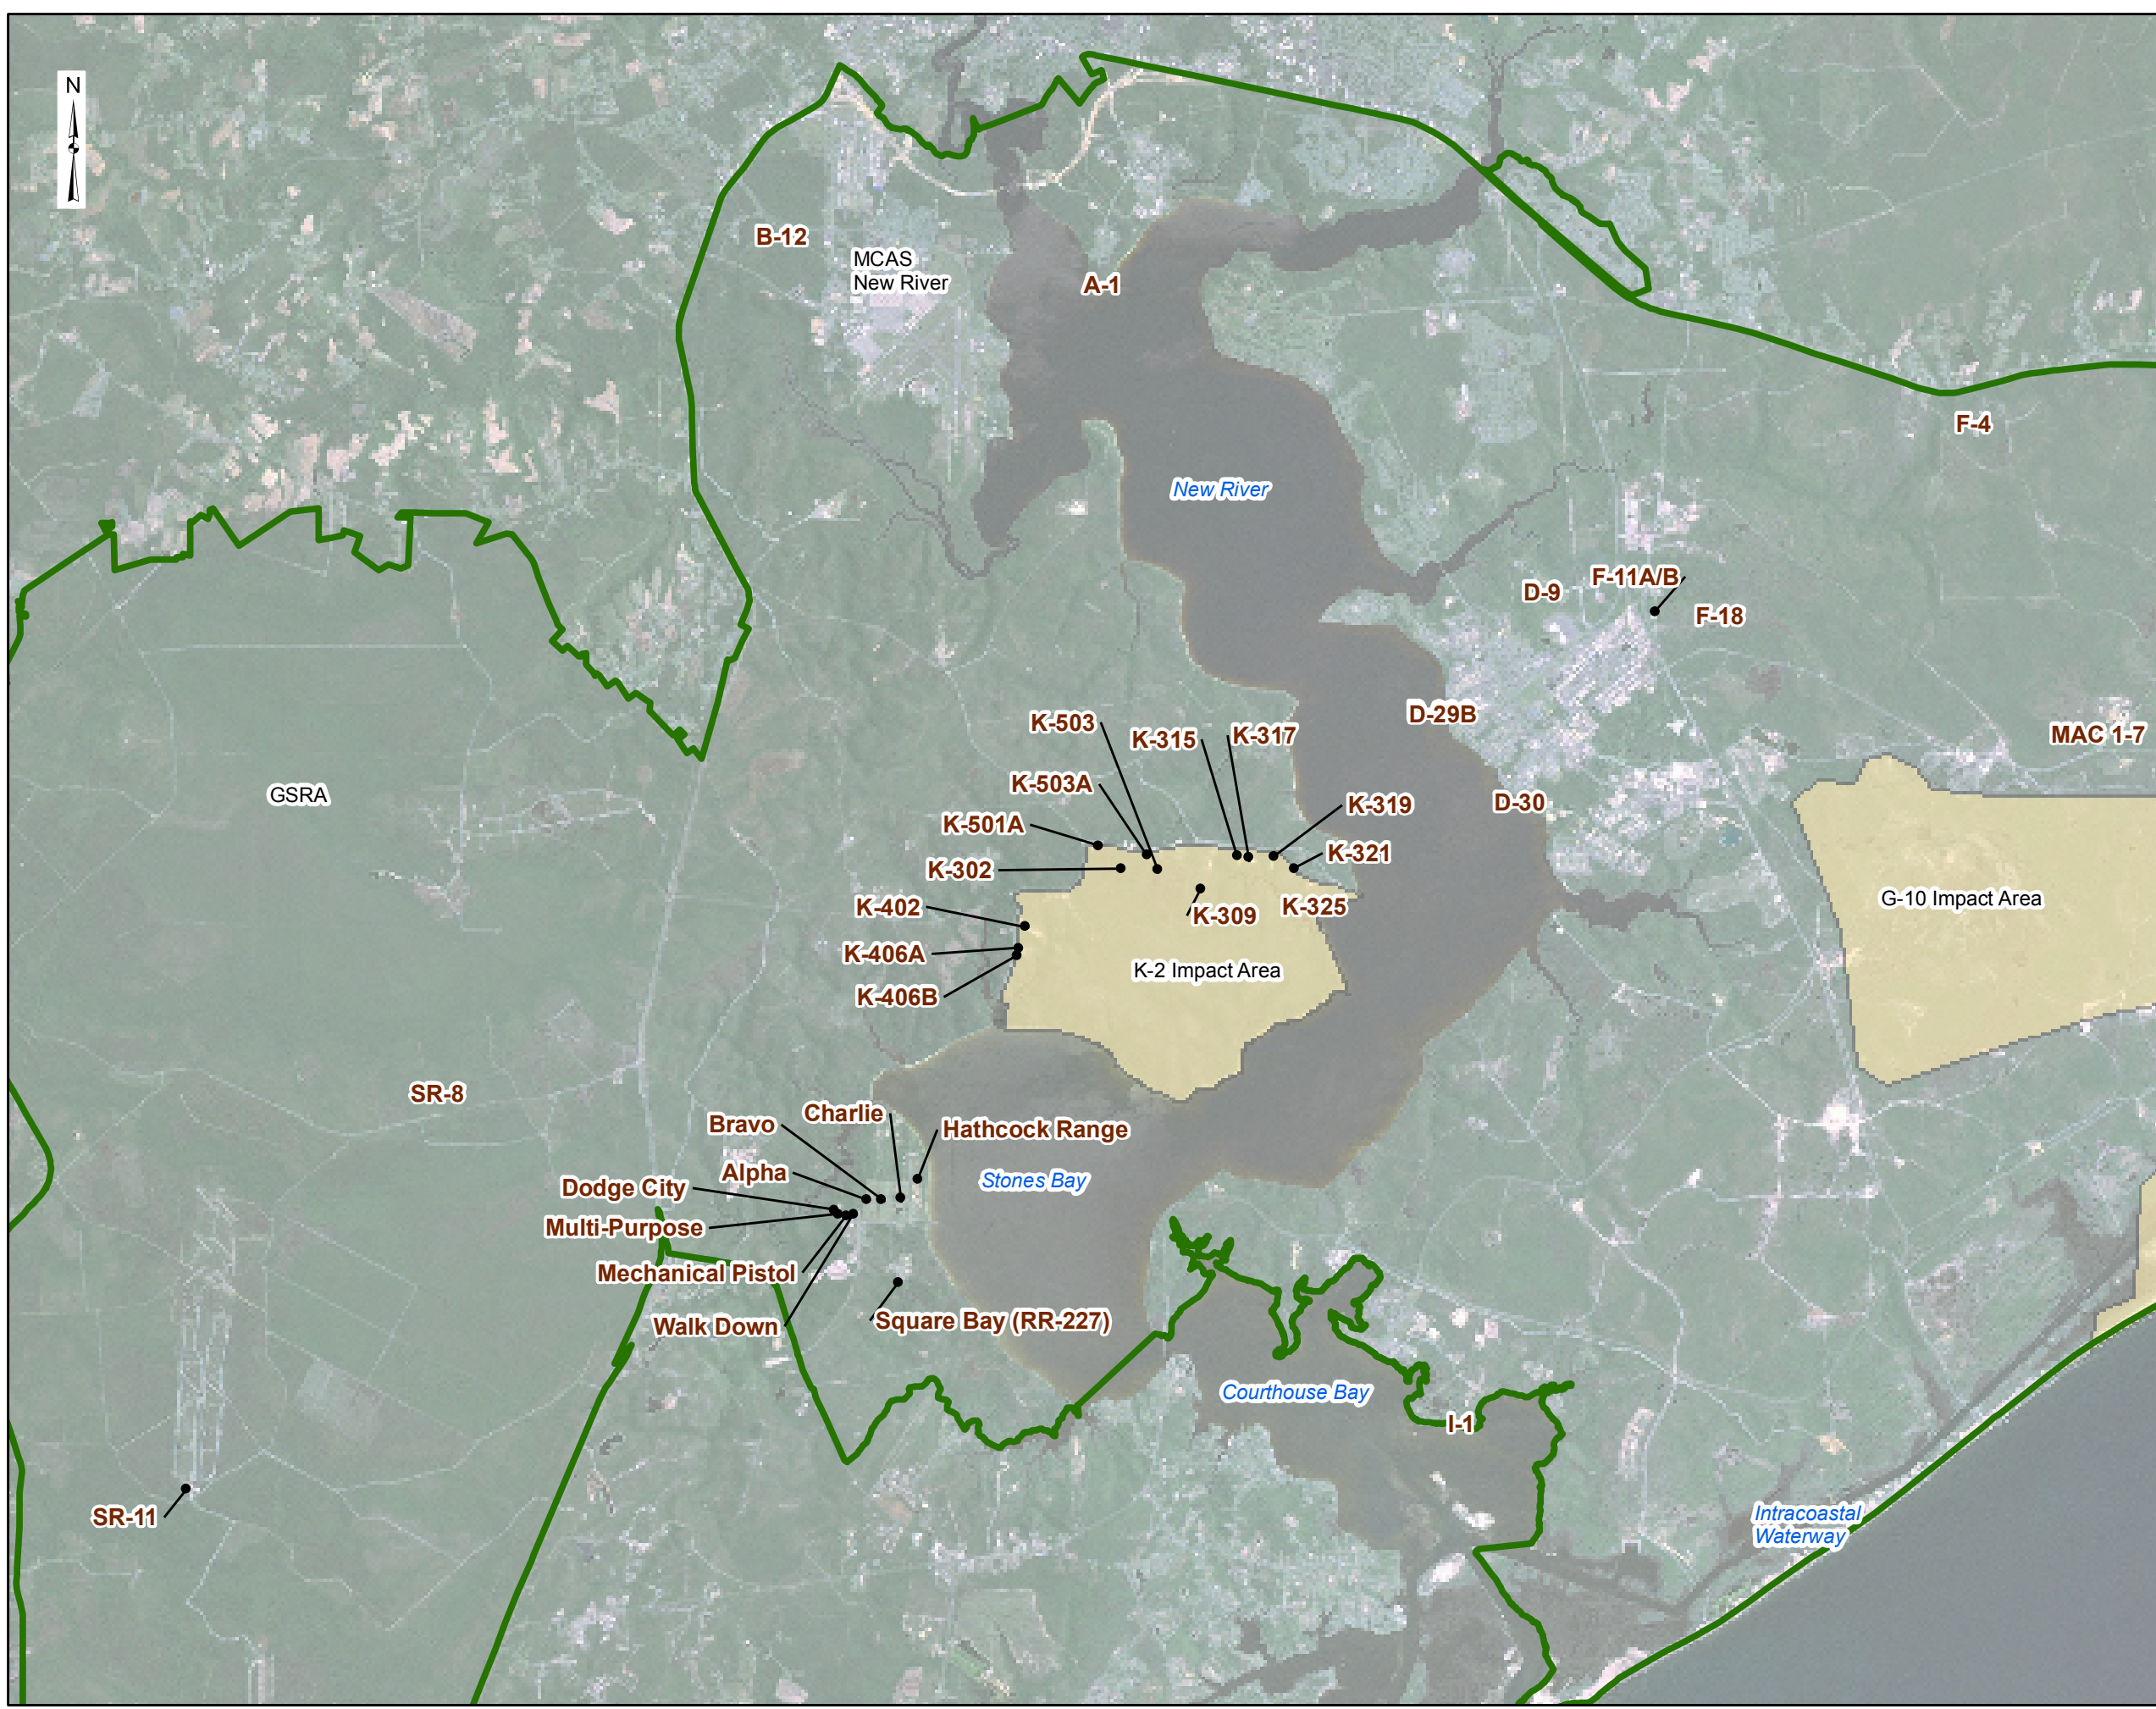 N
B-12
MCAS
New River
A-1
New River
F-4
F-11A/B
D-9
F-18
D-29B
K-503
K-315
K-317
MAC 1-7
K-503A
GSRA
D-30
K-319
K-501A
K-321
K-302
G-10 Impact Area
K-402
K-325
K-309
K-406A
K-2 Impact Area
K-406B
SR-8
Charlie
Bravo
Hathcock Range
Alpha
Stones Bay
Dodge City
Multi-Purpose
Mechanical Pistol
Square Bay (RR-227)
Walk Down
Courthouse Bay
I-1
SR-11
Intracoastal
Waterway